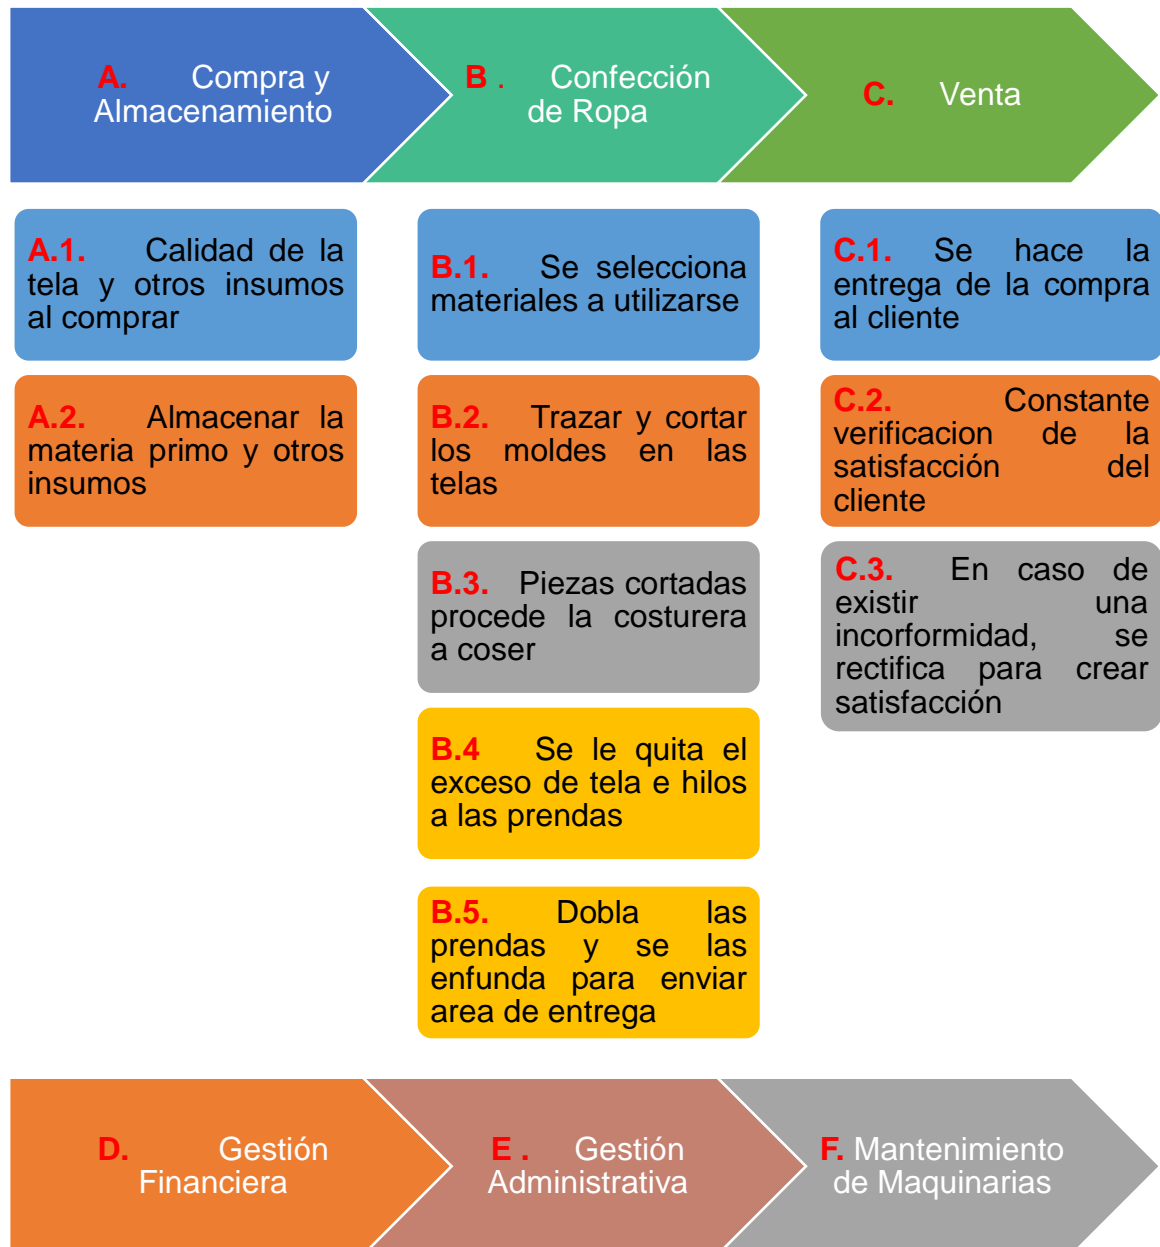 A. Compra y
Almacenamiento
B . Confección
de Ropa
C. Venta
A.1. Calidad de la
tela y otros insumos
al comprar
A.2. Almacenar la
materia primo y otros
insumos
B.1. Se selecciona
materiales a utilizarse
B.2. Trazar y cortar
los moldes en las
telas
B.3. Piezas cortadas
procede la costurera
a coser
B.4 Se le quita el
exceso de tela e hilos
a las prendas
B.5. Dobla las
prendas y se las
enfunda para enviar
area de entrega
C.1. Se hace la
entrega de la compra
al cliente
C.2. Constante
verificacion de la
satisfacción del
cliente
C.3. En caso de
existir una
incorformidad, se
rectifica para crear
satisfacción
D. Gestión
Financiera
E . Gestión
Administrativa
F. Mantenimiento
de Maquinarias